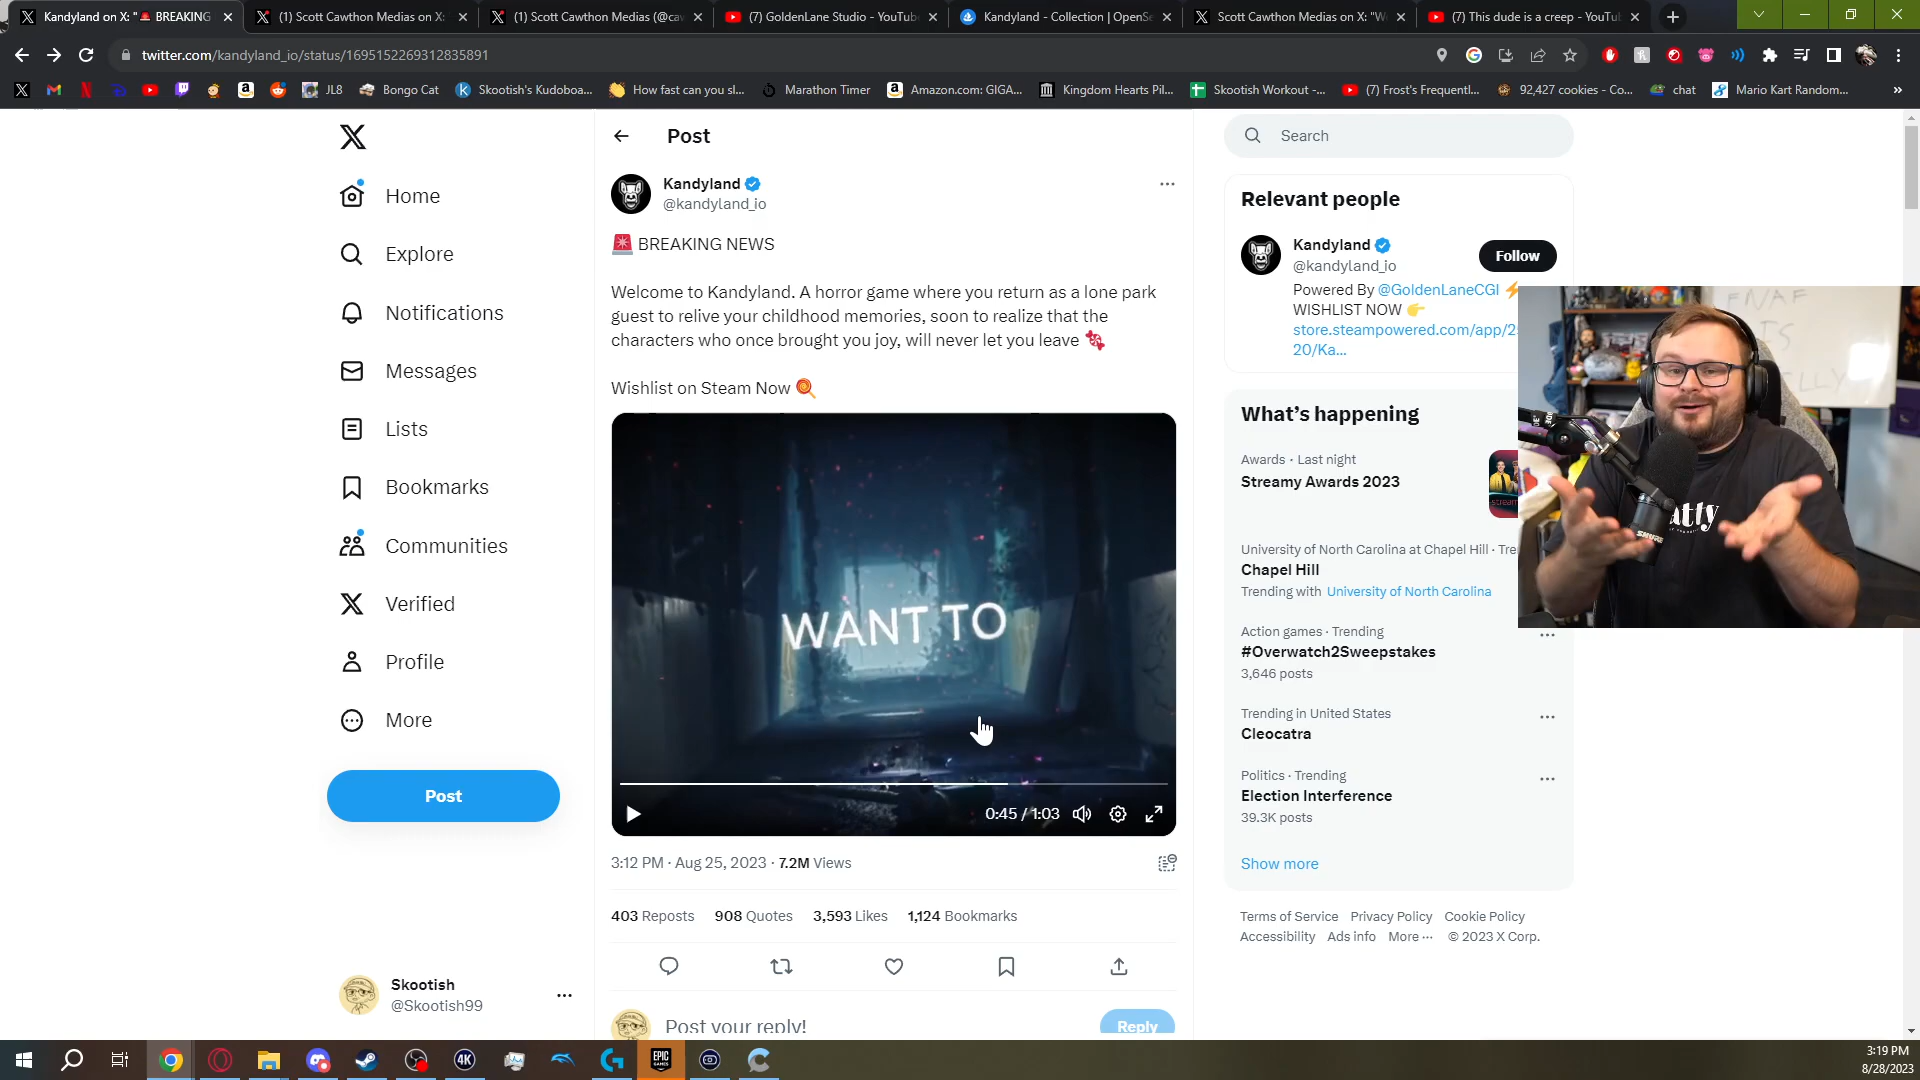 Kandyland on X: "🚨 BREAKING
(1) Scott Cawthon Medias on X:
(1) Scott Cawthon Medias (@caw
(7) GoldenLane Studio - YouTub
Kandyland - Collection | OpenSe
Scott Cawthon Medias on X: "W
(7) This dude is a creep - YouTu
twitter.com/kandyland_io/status/1695152269312835891
JL8
Bongo Cat
Skootish's Kudoboa...
How fast can you sl...
Marathon Timer
Amazon.com: GIGA...
Kingdom Hearts Pil...
Skootish Workout -...
(7) Frost's Frequentl...
92,427 cookies - Co...
chat
Mario Kart Random...
Home
Explore
Notifications
Messages
Lists
Bookmarks
Communities
Verified
Profile
More
Post
Skootish
@Skootish99
Post
Kandyland
@kandyland_io
🚨 BREAKING NEWS
Welcome to Kandyland. A horror game where you return as a lone park
guest to relive your childhood memories, soon to realize that the
characters who once brought you joy, will never let you leave 🍬
Wishlist on Steam Now 🍭
WANT TO
0:45 / 1:03
3:12 PM · Aug 25, 2023 · 7.2M Views
403 Reposts 908 Quotes 3,593 Likes 1,124 Bookmarks
Post your reply!
Reply
Search
Relevant people
Kandyland
@kandyland_io
Follow
Powered By @GoldenLaneCGI ⚡
WISHLIST NOW 👉
store.steampowered.com/app/2
20/Ka...
What's happening
Awards · Last night
Streamy Awards 2023
University of North Carolina at Chapel Hill · Tre
Chapel Hill
Trending with University of North Carolina
Action games · Trending
#Overwatch2Sweepstakes
3,646 posts
Trending in United States
Cleocatra
Politics · Trending
Election Interference
39.3K posts
Show more
Terms of Service Privacy Policy Cookie Policy
Accessibility Ads info More ··· © 2023 X Corp.
FNAF
IS
SHURE
4K
EPIC
GAMES
3:19 PM
8/28/2023